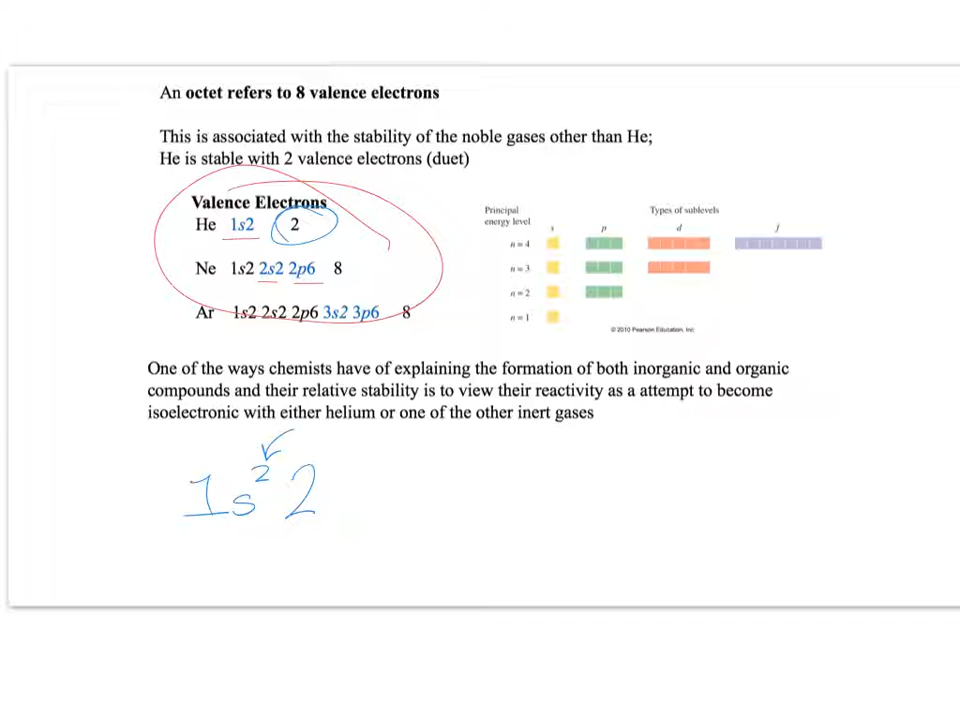 An octet refers to 8 valence electrons
This is associated with the stability of the noble gases other than He;
He is stable with 2 valence electrons (duet)
Valence Electrons
He 1s2 2
Ne 1s2 2s2 2p6 8
Ar 1s2 2s2 2p6 3s2 3p6 8
Principal
energy level
Types of sublevels
s p d f
n = 4
n = 3
n = 2
n = 1
© 2010 Pearson Education, Inc
One of the ways chemists have of explaining the formation of both inorganic and organic
compounds and their relative stability is to view their reactivity as a attempt to become
isoelectronic with either helium or one of the other inert gases
1s² 2